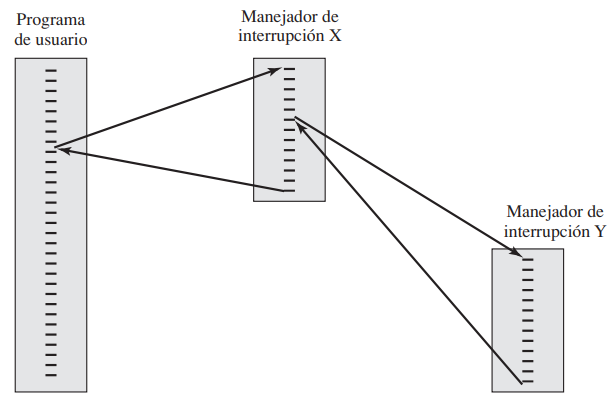 Programa
de usuario
Manejador de
interrupción X
Manejador de
interrupción Y